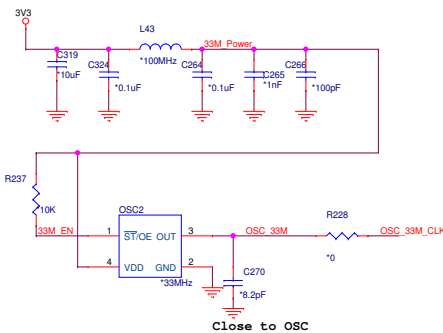 3V3
L43
33M_Power
C319
C324
C264
C265
C266
*10uF
*100MHz
0.1uF
*0.1uF
*1nF
*100pF
R237
OSC2
10K
33M_EN
1
ST/OE OUT
3
OSC_33M
R228
OSC_33M_CLK
4
VDD GND
2
*0
*33MHz
C270
*8.2pF
Close to OSC